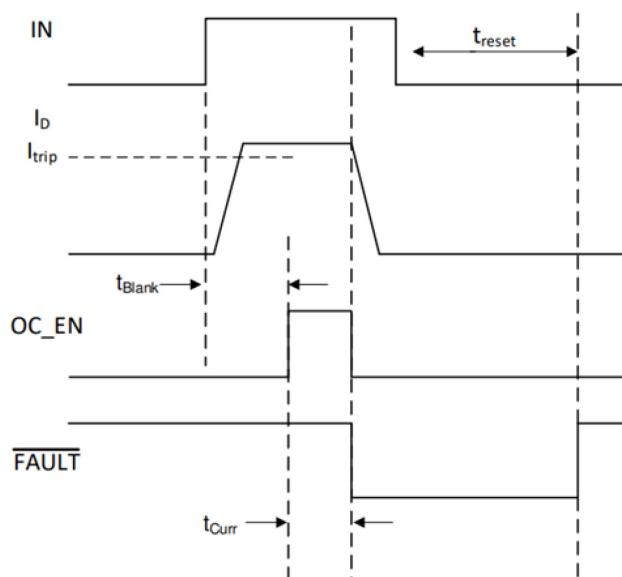 IN
t_reset
I_D
I_trip
t_Blank
OC_EN
FAULT
t_Curr